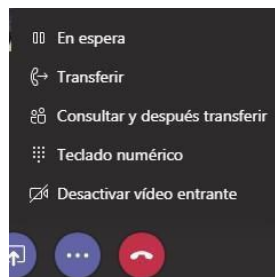 En espera
Transferir
Consultar y después transferir
Teclado numérico
Desactivar vídeo entrante